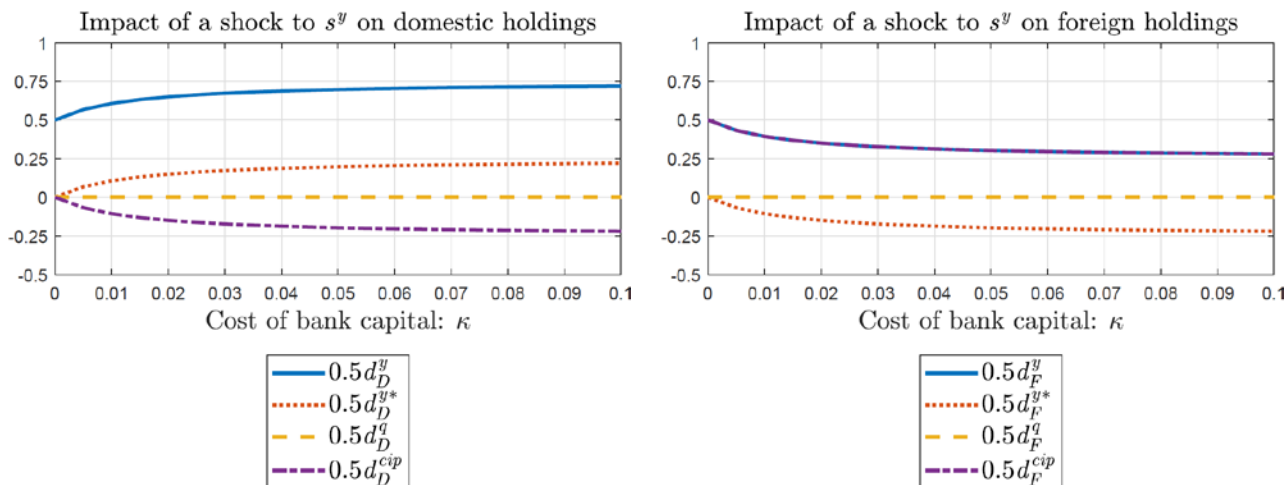 Impact of a shock to s^y on domestic holdings
1
0.75
0.5
0.25
0
-0.25
-0.5
0 0.01 0.02 0.03 0.04 0.05 0.06 0.07 0.08 0.09 0.1
Cost of bank capital: κ
0.5d_D^y
0.5d_D^{y*}
0.5d_D^q
0.5d_D^{cip}
Impact of a shock to s^y on foreign holdings
1
0.75
0.5
0.25
0
-0.25
-0.5
0 0.01 0.02 0.03 0.04 0.05 0.06 0.07 0.08 0.09 0.1
Cost of bank capital: κ
0.5d_F^y
0.5d_F^{y*}
0.5d_F^q
0.5d_F^{cip}